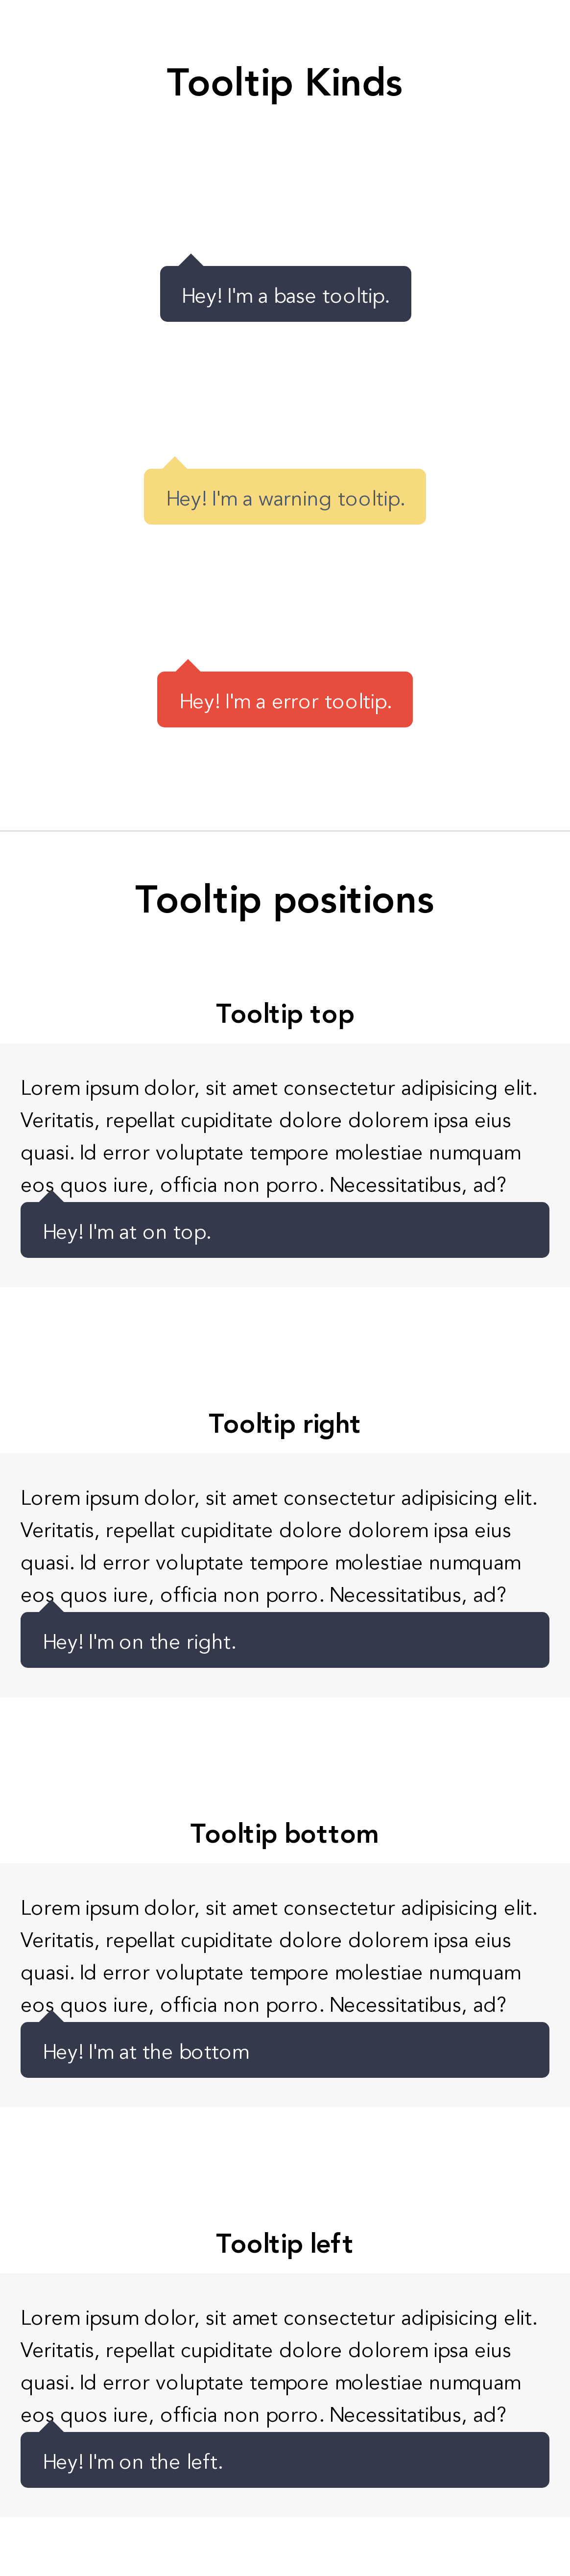 Tooltip Kinds
Hey! I'm a base tooltip.
Hey! I'm a warning tooltip.
Hey! I'm a error tooltip.
Tooltip positions
Tooltip top
Lorem ipsum dolor, sit amet consectetur adipisicing elit.
Veritatis, repellat cupiditate dolore dolorem ipsa eius
quasi. Id error voluptate tempore molestiae numquam
eos quos iure, officia non porro. Necessitatibus, ad?
Hey! I'm at on top.
Tooltip right
Lorem ipsum dolor, sit amet consectetur adipisicing elit.
Veritatis, repellat cupiditate dolore dolorem ipsa eius
quasi. Id error voluptate tempore molestiae numquam
eos quos iure, officia non porro. Necessitatibus, ad?
Hey! I'm on the right.
Tooltip bottom
Lorem ipsum dolor, sit amet consectetur adipisicing elit.
Veritatis, repellat cupiditate dolore dolorem ipsa eius
quasi. Id error voluptate tempore molestiae numquam
eos quos iure, officia non porro. Necessitatibus, ad?
Hey! I'm at the bottom
Tooltip left
Lorem ipsum dolor, sit amet consectetur adipisicing elit.
Veritatis, repellat cupiditate dolore dolorem ipsa eius
quasi. Id error voluptate tempore molestiae numquam
eos quos iure, officia non porro. Necessitatibus, ad?
Hey! I'm on the left.